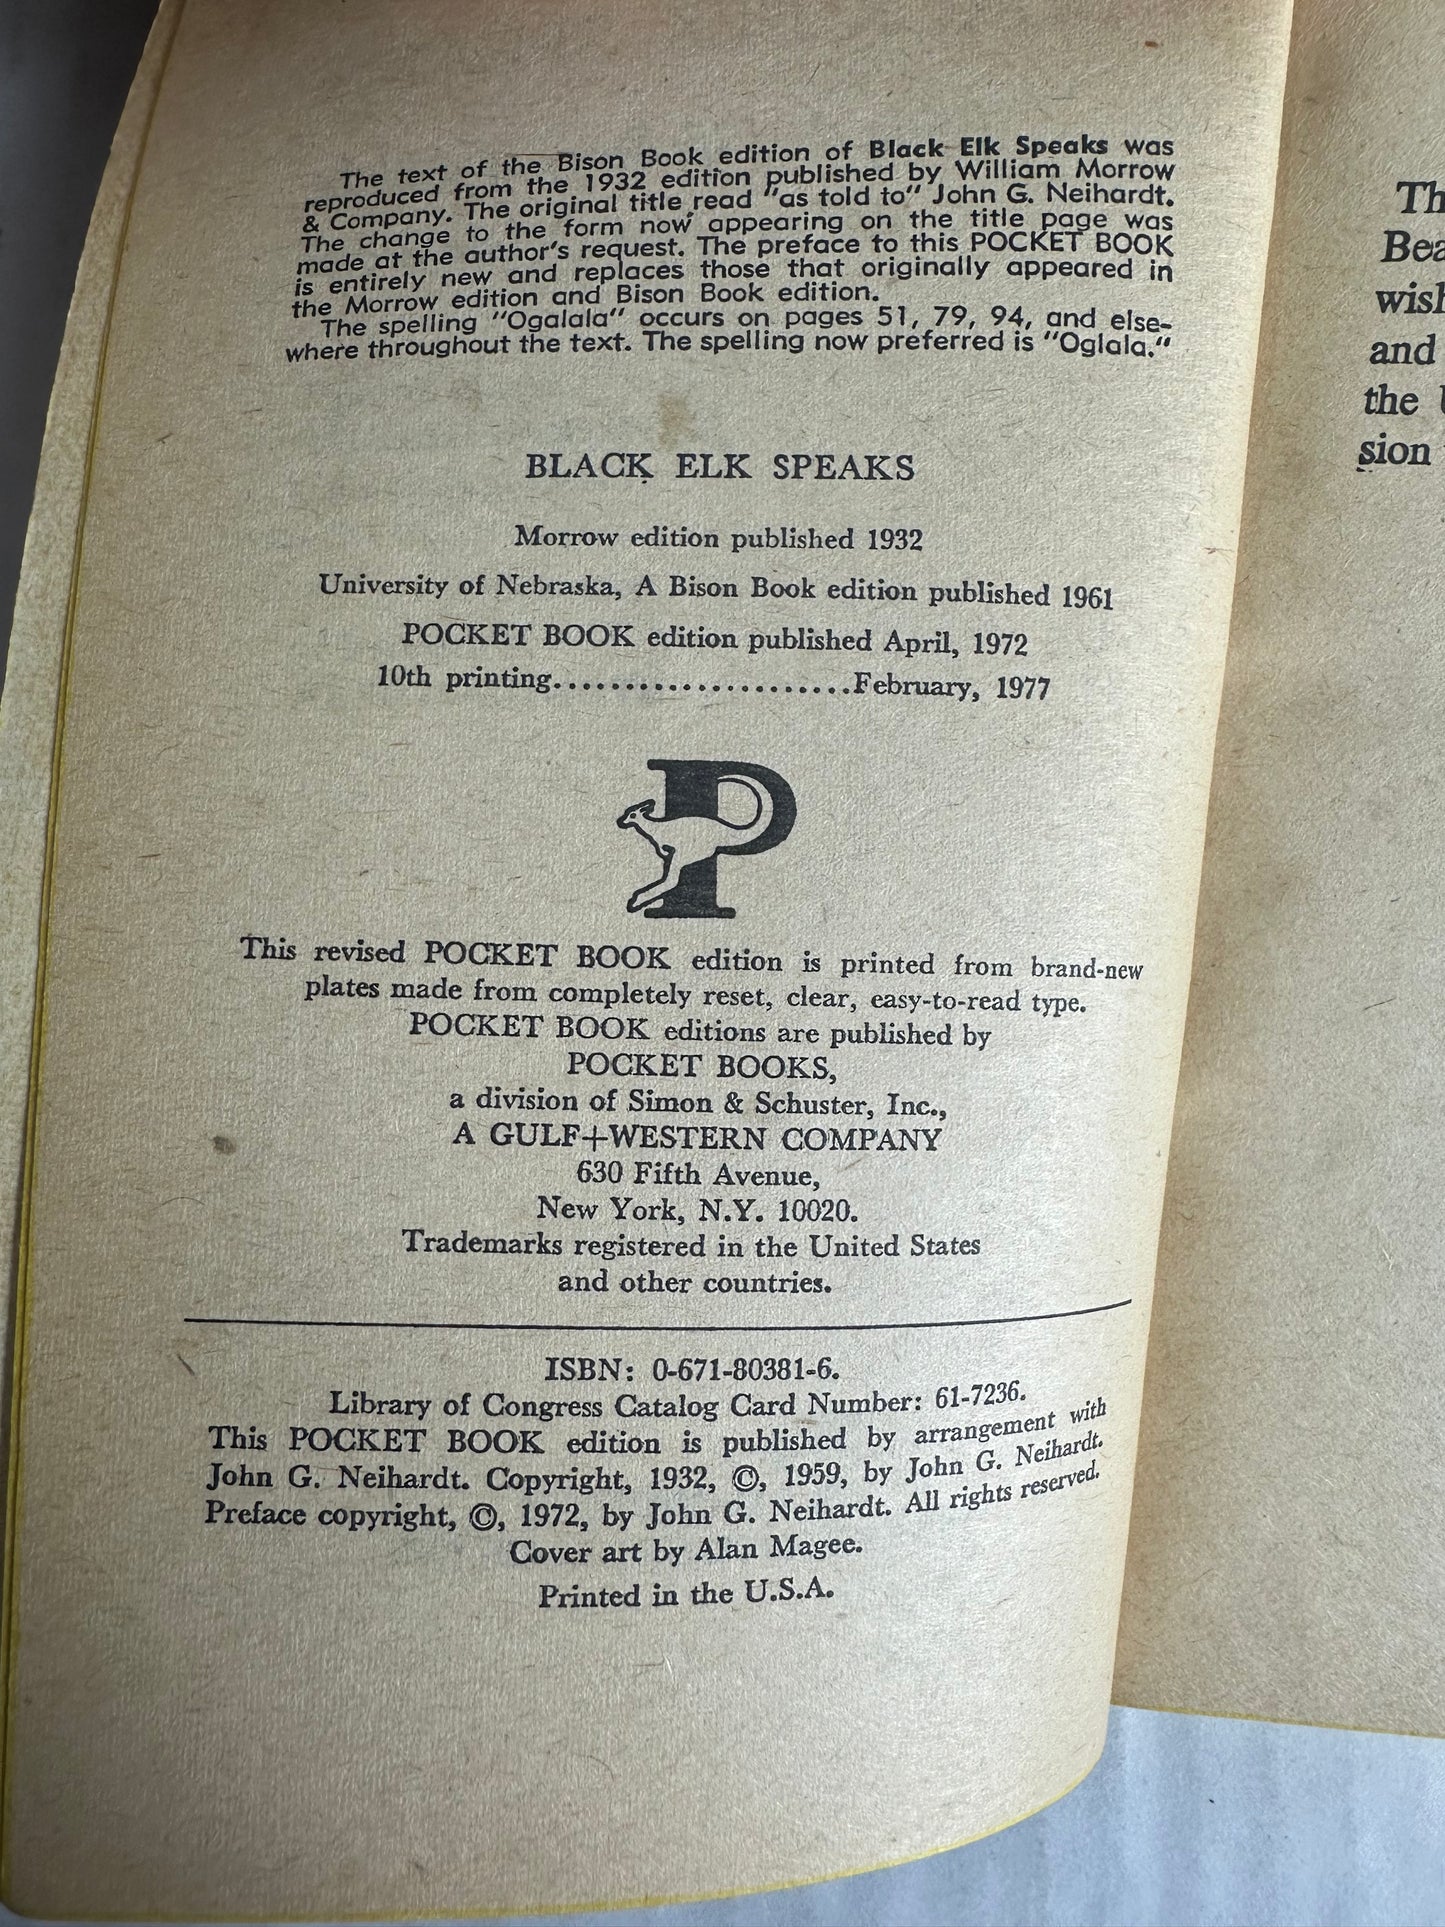 The text of the Bison Book edition of Black Elk Speaks was
reproduced from the 1932 edition published by William Morrow
& Company. The original title read "as told to" John G. Neihardt.
The change to the form now appearing on the title page was
made at the author's request. The preface to this POCKET BOOK
is entirely new and replaces those that originally appeared in
the Morrow edition and Bison Book edition.
The spelling "Ogalala" occurs on pages 51, 79, 94, and else-
where throughout the text. The spelling now preferred is "Oglala."
BLACK ELK SPEAKS
Morrow edition published 1932
University of Nebraska, A Bison Book edition published 1961
POCKET BOOK edition published April, 1972
10th printing.....................February, 1977
P
This revised POCKET BOOK edition is printed from brand-new
plates made from completely reset, clear, easy-to-read type.
POCKET BOOK editions are published by
POCKET BOOKS,
a division of Simon & Schuster, Inc.,
A GULF+WESTERN COMPANY
630 Fifth Avenue,
New York, N.Y. 10020.
Trademarks registered in the United States
and other countries.
ISBN: 0-671-80381-6.
Library of Congress Catalog Card Number: 61-7236.
This POCKET BOOK edition is published by arrangement with
John G. Neihardt. Copyright, 1932, ©, 1959, by John G. Neihardt.
Preface copyright, ©, 1972, by John G. Neihardt. All rights reserved.
Cover art by Alan Magee.
Printed in the U.S.A.
and
the
sion